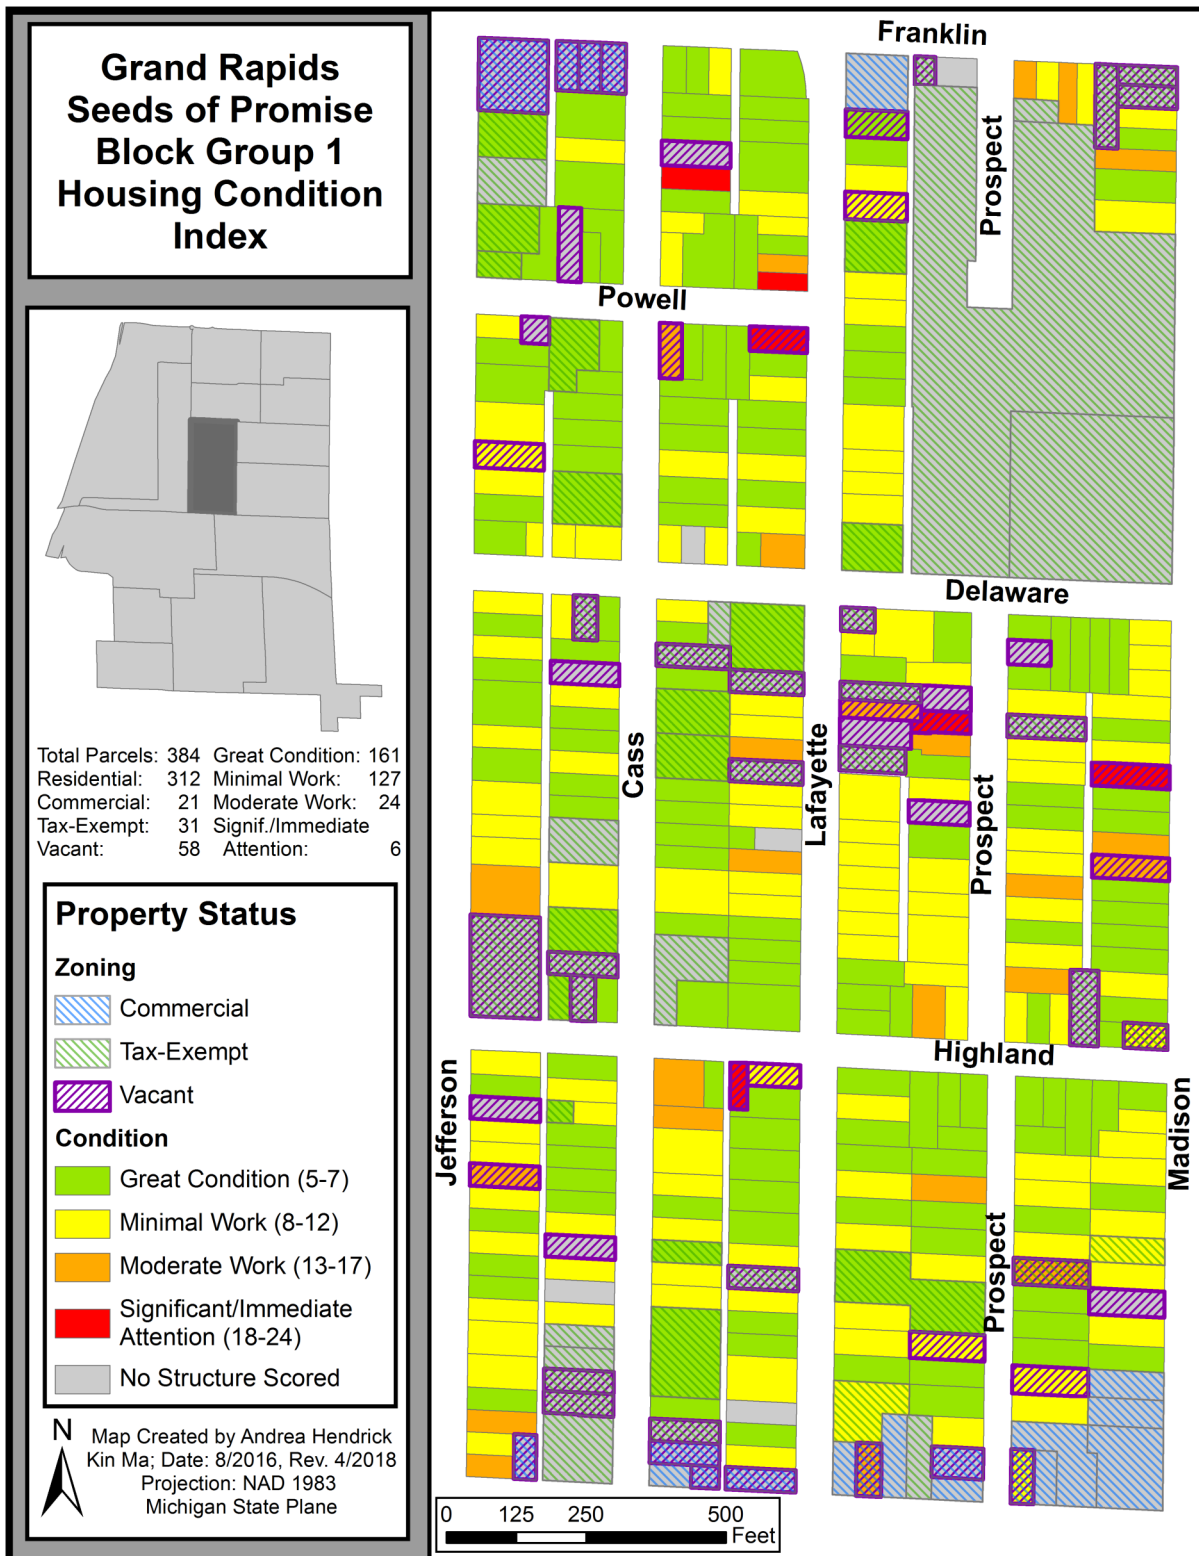 Grand Rapids
Seeds of Promise
Block Group 1
Housing Condition
Index
Total Parcels: 384 Great Condition: 161
Residential: 312 Minimal Work: 127
Commercial: 21 Moderate Work: 24
Tax-Exempt: 31 Signif./Immediate
Vacant: 58 Attention: 6
Property Status
Zoning
Commercial
Tax-Exempt
Vacant
Condition
Great Condition (5-7)
Minimal Work (8-12)
Moderate Work (13-17)
Significant/Immediate
Attention (18-24)
No Structure Scored
N
Map Created by Andrea Hendrick
Kin Ma; Date: 8/2016, Rev. 4/2018
Projection: NAD 1983
Michigan State Plane
Franklin
Prospect
Powell
Delaware
Cass
Lafayette
Prospect
Highland
Jefferson
Madison
Prospect
0 125 250 500
Feet